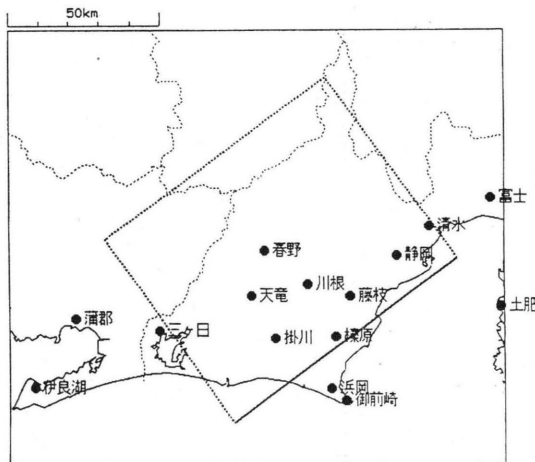 50km
富士
清水
静岡
春野
川根
天竜
藤枝
土肥
蒲郡
三ヶ日
掛川
榛原
伊良湖
浜岡
御前崎